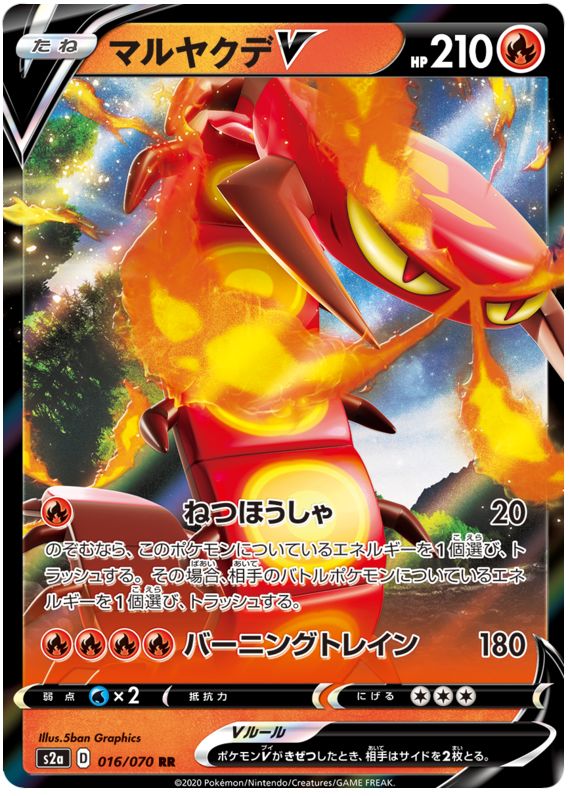 たね マルヤクデV HP210
ねつほうしゃ 20
のぞむなら、このポケモンについているエネルギーを1個選び、ト
ラッシュする。その場合、相手のバトルポケモンについているエネ
ルギーを1個選び、トラッシュする。
バーニングトレイン 180
弱点 ×2 抵抗力 にげる
Illus.5ban Graphics
Vルール
ポケモンVがきぜつしたとき、相手はサイドを2枚とる。
s2a D 016/070 RR
©2020 Pokémon/Nintendo/Creatures/GAME FREAK.